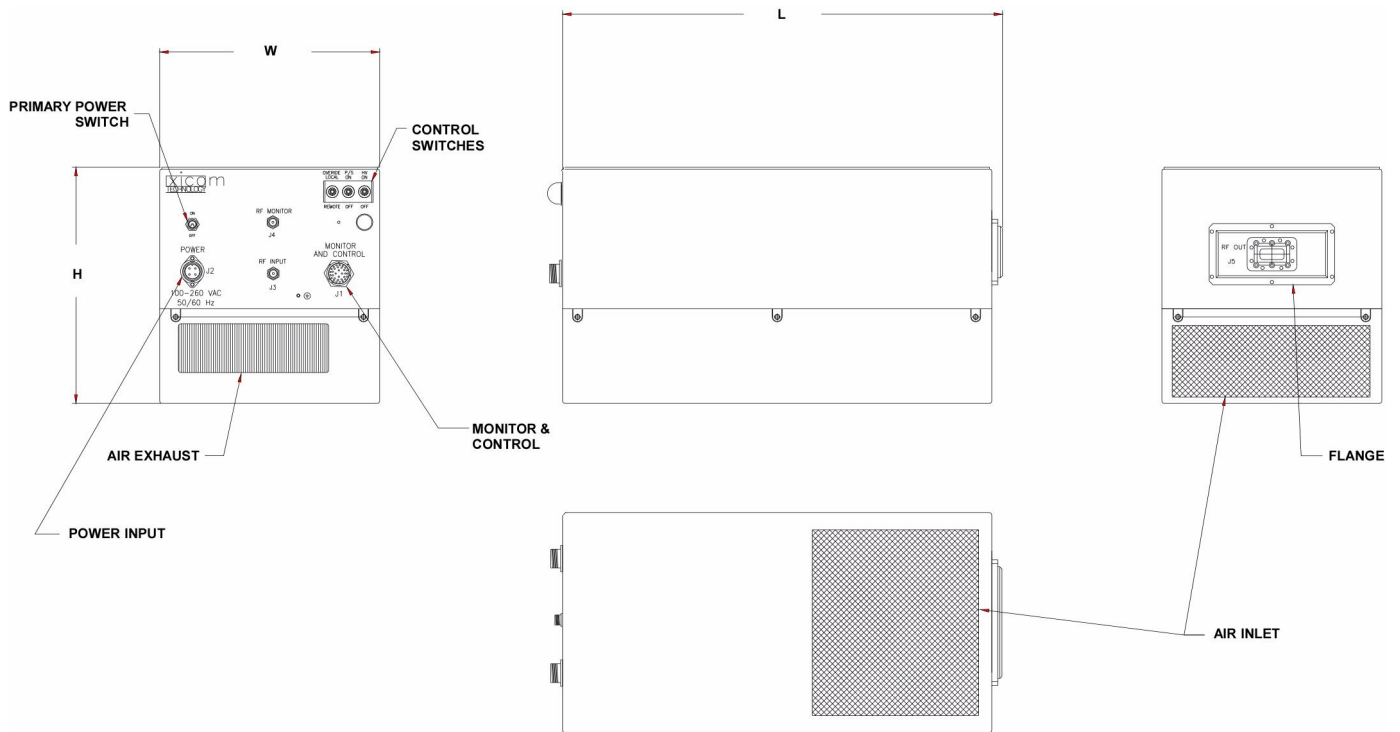 L
W
PRIMARY POWER
SWITCH
CONTROL
SWITCHES
H
xicom
TECHNOLOGY
OVERRIDE P/S HV
LOCAL ON ON
REMOTE OFF OFF
ON
OFF
RF MONITOR
J4
POWER
J2
100-260 VAC
50/60 Hz
RF INPUT
J3
MONITOR
AND CONTROL
J1
RF OUT
J5
AIR EXHAUST
MONITOR &
CONTROL
FLANGE
POWER INPUT
AIR INLET